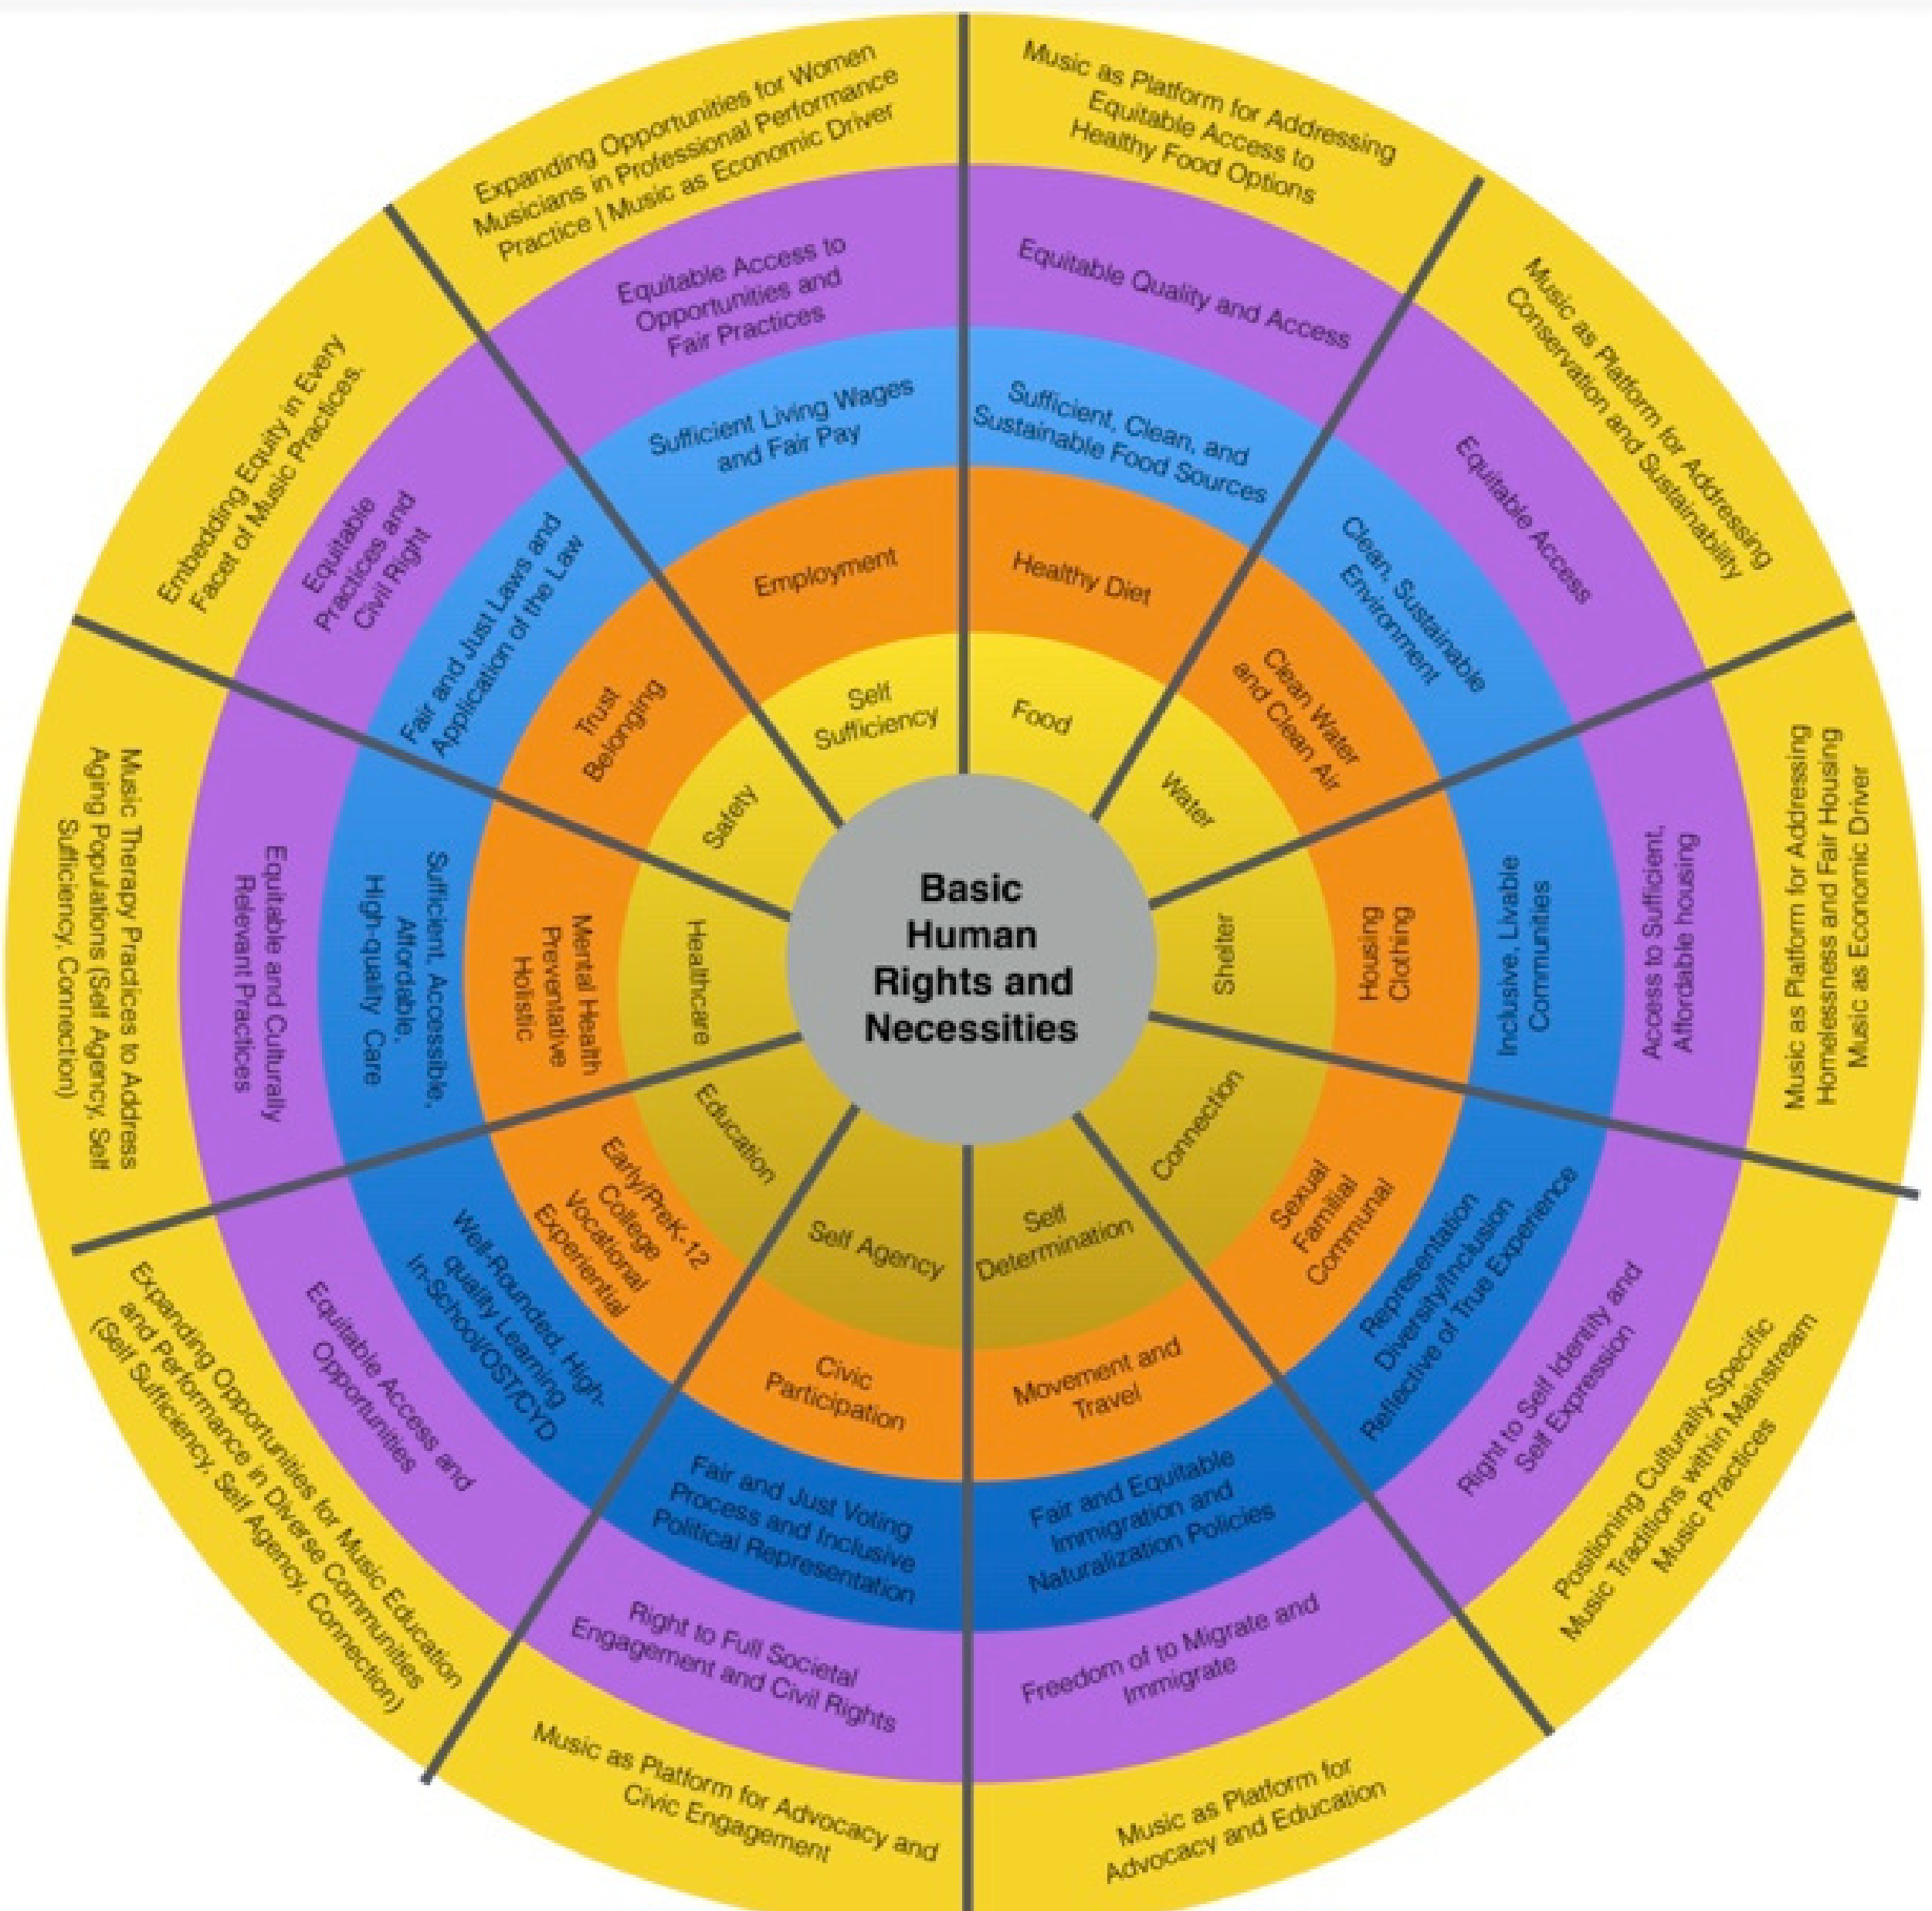 Basic
Human
Rights and
Necessities
Food
Healthy Diet
Sufficient, Clean, and
Sustainable Food Sources
Equitable Quality and Access
Music as Platform for Addressing
Equitable Access to
Healthy Food Options
Water
Clean Water
and Clean Air
Clean, Sustainable
Environment
Equitable Access
Music as Platform for Addressing
Conservation and Sustainability
Shelter
Housing
Clothing
Inclusive, Livable
Communities
Access to Sufficient,
Affordable housing
Music as Platform for Addressing
Homelessness and Fair Housing
Music as Economic Driver
Connection
Sexual
Familial
Communal
Representation
Diversity/Inclusion
Reflective of True Experience
Right to Self Identity and
Self Expression
Positioning Culturally-Specific
Music Traditions within Mainstream
Music Practices
Self
Determination
Movement and
Travel
Fair and Equitable
Immigration and
Naturalization Policies
Freedom of to Migrate and
Immigrate
Music as Platform for
Advocacy and Education
Self Agency
Civic
Participation
Fair and Just Voting
Process and Inclusive
Political Representation
Right to Full Societal
Engagement and Civil Rights
Music as Platform for Advocacy and
Civic Engagement
Education
Early/PreK-12
College
Vocational
Experiential
Well-Rounded, High-
quality Learning
In-School/OST/CYD
Equitable Access and
Opportunities
Expanding Opportunities for Music Education
and Performance in Diverse Communities
(Self Sufficiency, Self Agency, Connection)
Healthcare
Mental Health
Preventative
Holistic
Sufficient, Accessible,
Affordable,
High-quality Care
Equitable and Culturally
Relevant Practices
Music Therapy Practices to Address
Aging Populations (Self Agency, Self
Sufficiency, Connection)
Safety
Trust
Belonging
Fair and Just Laws and
Application of the Law
Equitable
Practices and
Civil Right
Embedding Equity in Every
Facet of Music Practices.
Self
Sufficiency
Employment
Sufficient Living Wages
and Fair Pay
Equitable Access to
Opportunities and
Fair Practices
Expanding Opportunities for Women
Musicians in Professional Performance
Practice | Music as Economic Driver